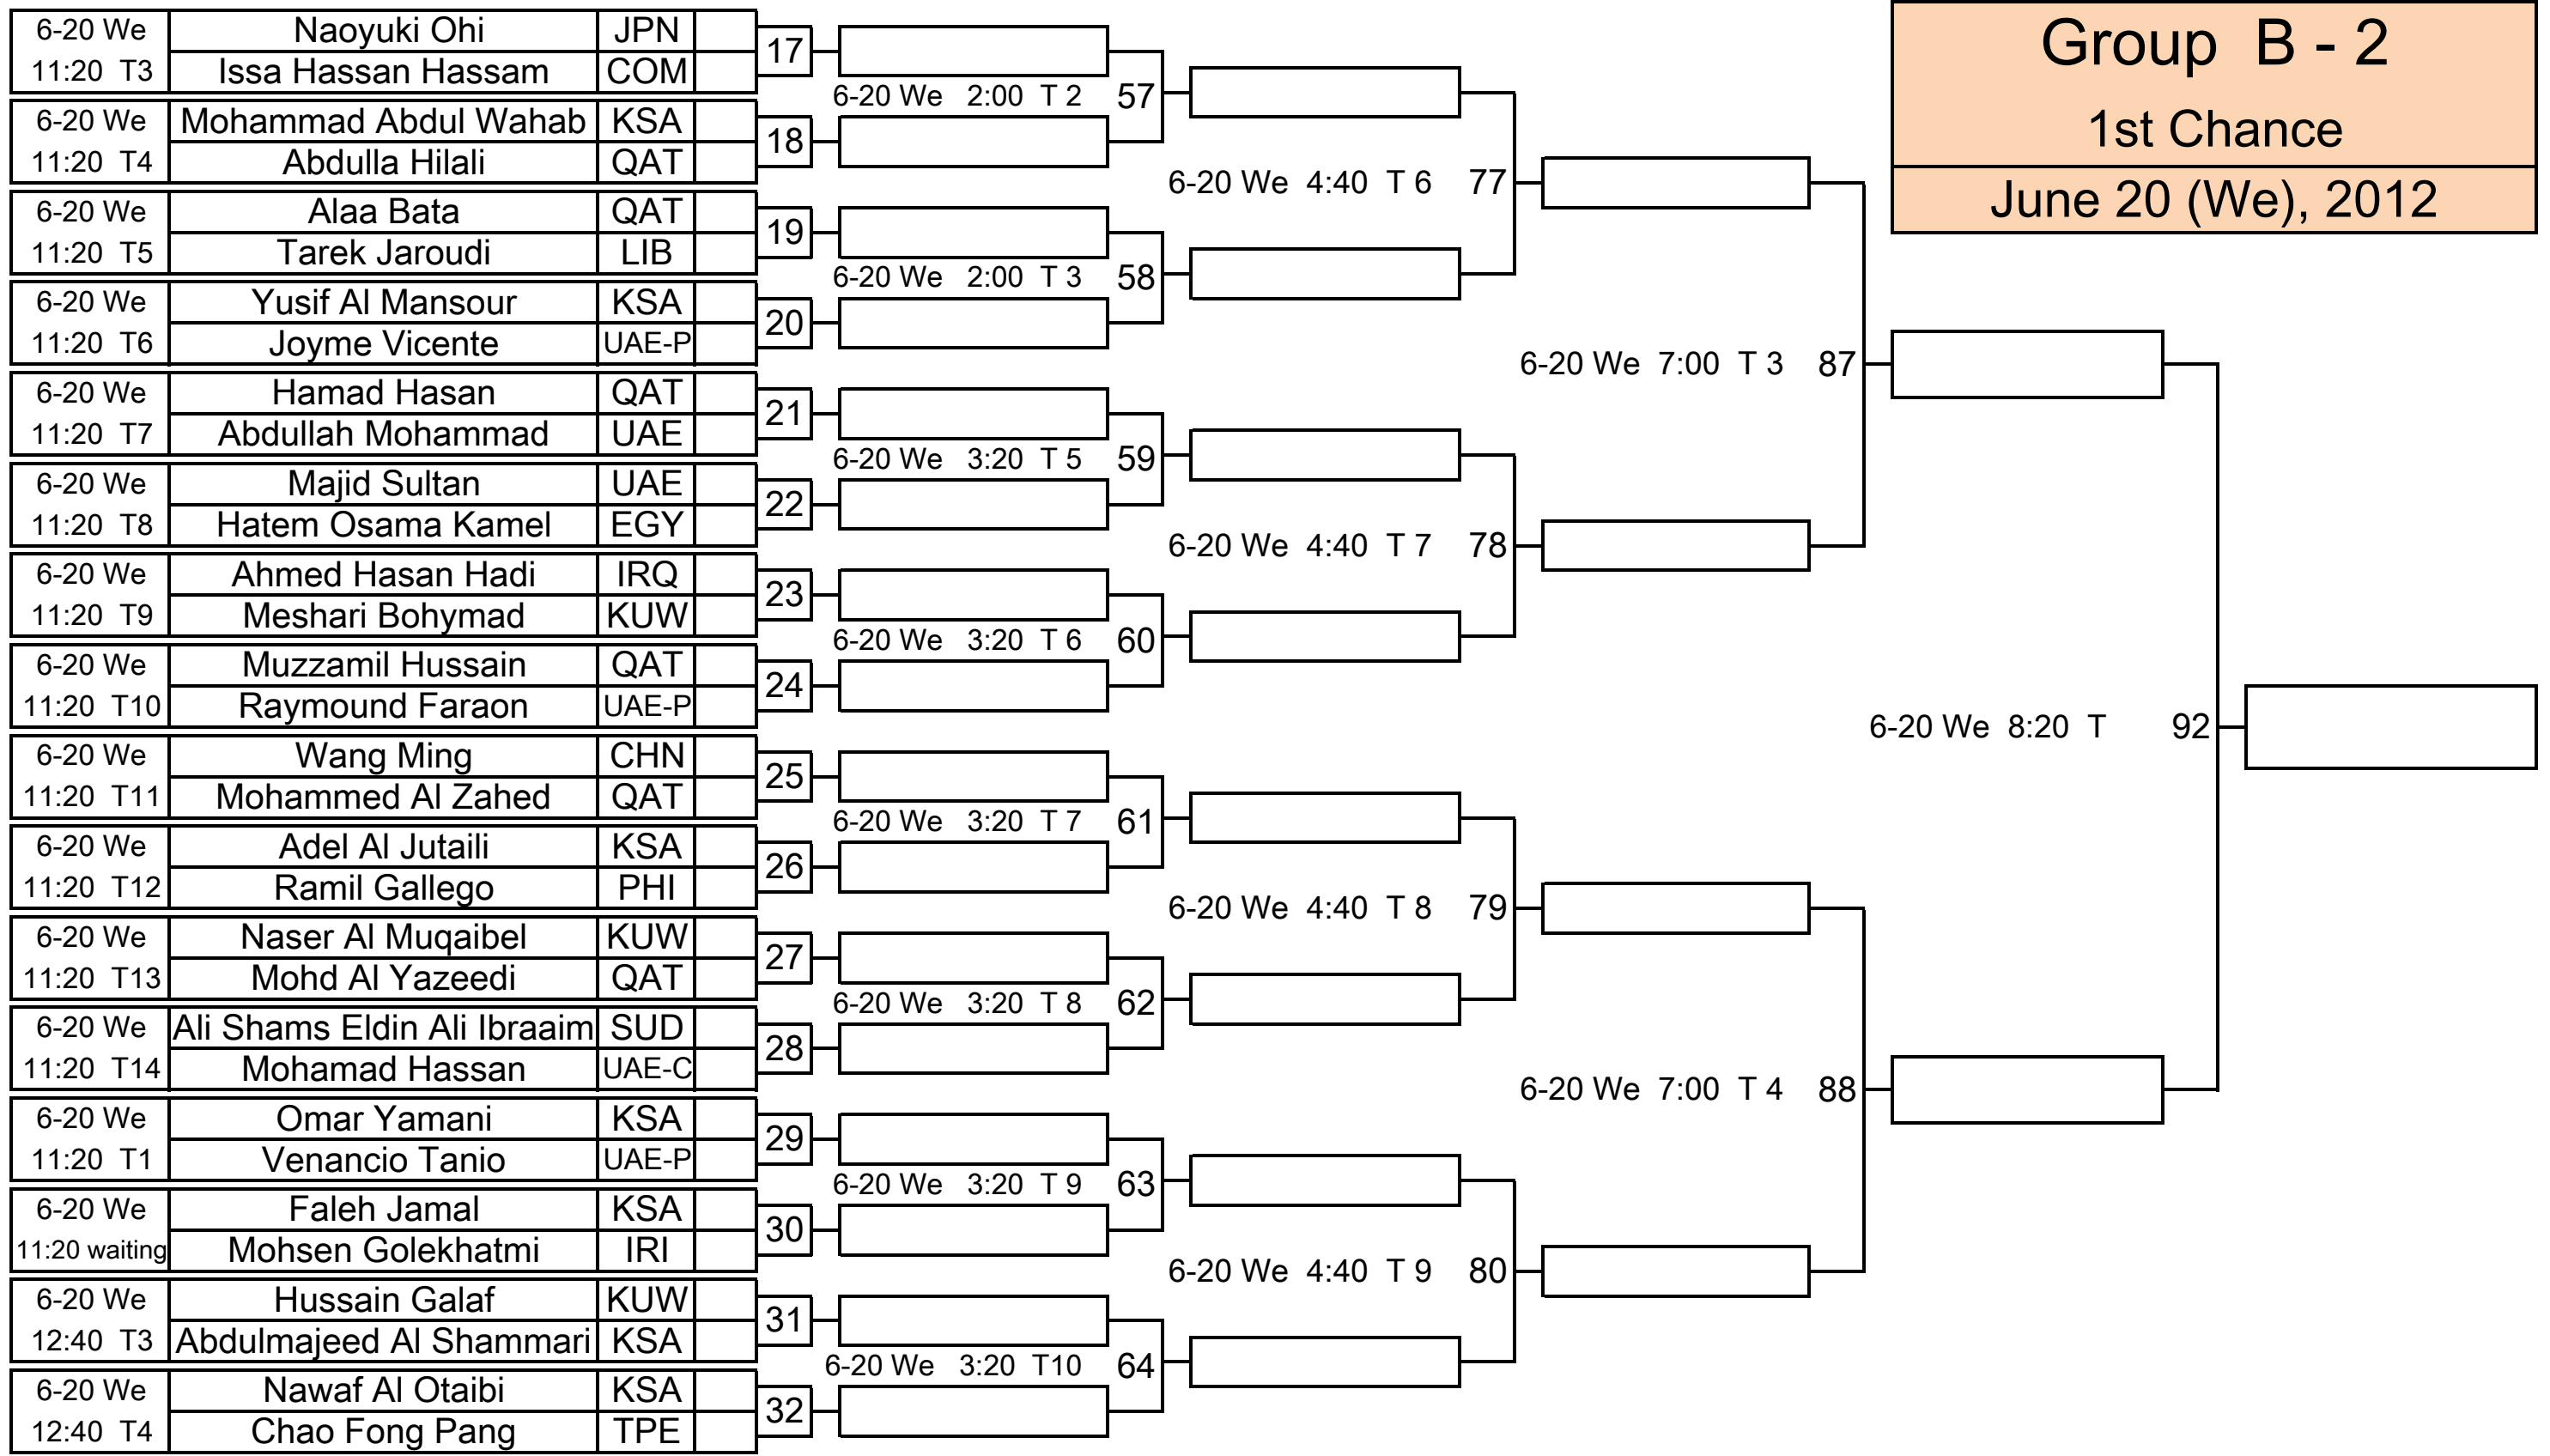 Group B - 2
1st Chance
June 20 (We), 2012
6-20 We Naoyuki Ohi JPN
11:20 T3 Issa Hassan Hassam COM
17
6-20 We Mohammad Abdul Wahab KSA
11:20 T4 Abdulla Hilali QAT
18
6-20 We Alaa Bata QAT
11:20 T5 Tarek Jaroudi LIB
19
6-20 We Yusif Al Mansour KSA
11:20 T6 Joyme Vicente UAE-P
20
6-20 We Hamad Hasan QAT
11:20 T7 Abdullah Mohammad UAE
21
6-20 We Majid Sultan UAE
11:20 T8 Hatem Osama Kamel EGY
22
6-20 We Ahmed Hasan Hadi IRQ
11:20 T9 Meshari Bohymad KUW
23
6-20 We Muzzamil Hussain QAT
11:20 T10 Raymound Faraon UAE-P
24
6-20 We Wang Ming CHN
11:20 T11 Mohammed Al Zahed QAT
25
6-20 We Adel Al Jutaili KSA
11:20 T12 Ramil Gallego PHI
26
6-20 We Naser Al Muqaibel KUW
11:20 T13 Mohd Al Yazeedi QAT
27
6-20 We Ali Shams Eldin Ali Ibraaim SUD
11:20 T14 Mohamad Hassan UAE-C
28
6-20 We Omar Yamani KSA
11:20 T1 Venancio Tanio UAE-P
29
6-20 We Faleh Jamal KSA
11:20 waiting Mohsen Golekhatmi IRI
30
6-20 We Hussain Galaf KUW
12:40 T3 Abdulmajeed Al Shammari KSA
31
6-20 We Nawaf Al Otaibi KSA
12:40 T4 Chao Fong Pang TPE
32
6-20 We 2:00 T 2 57
6-20 We 2:00 T 3 58
6-20 We 3:20 T 5 59
6-20 We 3:20 T 6 60
6-20 We 3:20 T 7 61
6-20 We 3:20 T 8 62
6-20 We 3:20 T 9 63
6-20 We 3:20 T10 64
6-20 We 4:40 T 6 77
6-20 We 4:40 T 7 78
6-20 We 4:40 T 8 79
6-20 We 4:40 T 9 80
6-20 We 7:00 T 3 87
6-20 We 7:00 T 4 88
6-20 We 8:20 T 92